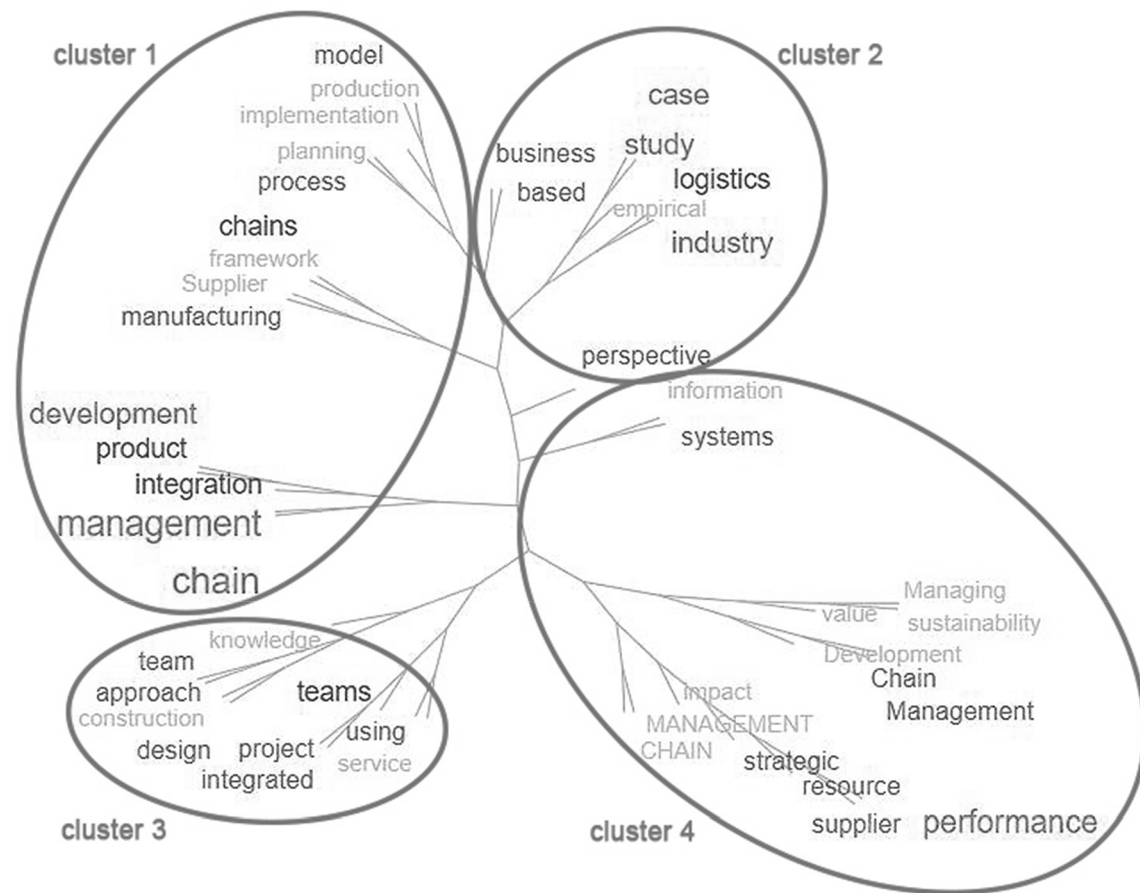 cluster 1
model
production
implementation
planning
process
chains
framework
Supplier
manufacturing
development
product
integration
management
chain
cluster 2
case
study
business
logistics
based
empirical
industry
perspective
information
systems
Managing
value
sustainability
Development
Chain
Management
impact
MANAGEMENT
CHAIN
strategic
resource
supplier
performance
cluster 4
knowledge
team
approach
teams
construction
using
design
project
service
integrated
cluster 3